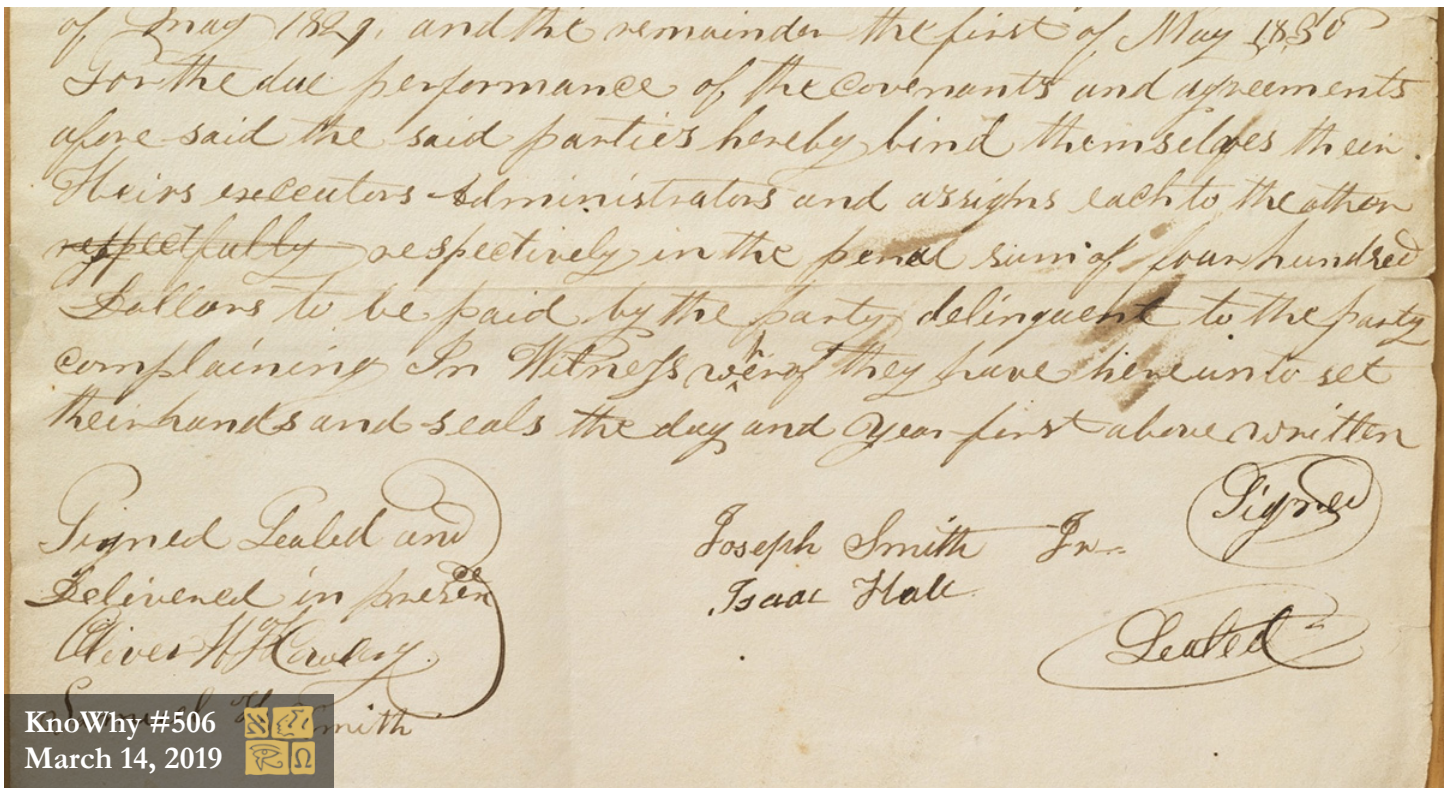 of May 1829, and the remainder the first of May 1830
For the due performance of the Covenants and agreements
afore said the said parties hereby bind themselves their
Heirs executors Administrators and assigns each to the other
respectfully respectively in the penal sum of four hundred
Dollars to be paid by the party delinquent to the party
complaining In Witness wherof they have hereunto set
their hands and seals the day and year first above written
Signed Sealed and
Delivered in presence
of
Oliver H Cowdery
Samuel H Smith
Joseph Smith Jr
Isaac Hale
Signed
Sealed
KnoWhy #506
March 14, 2019